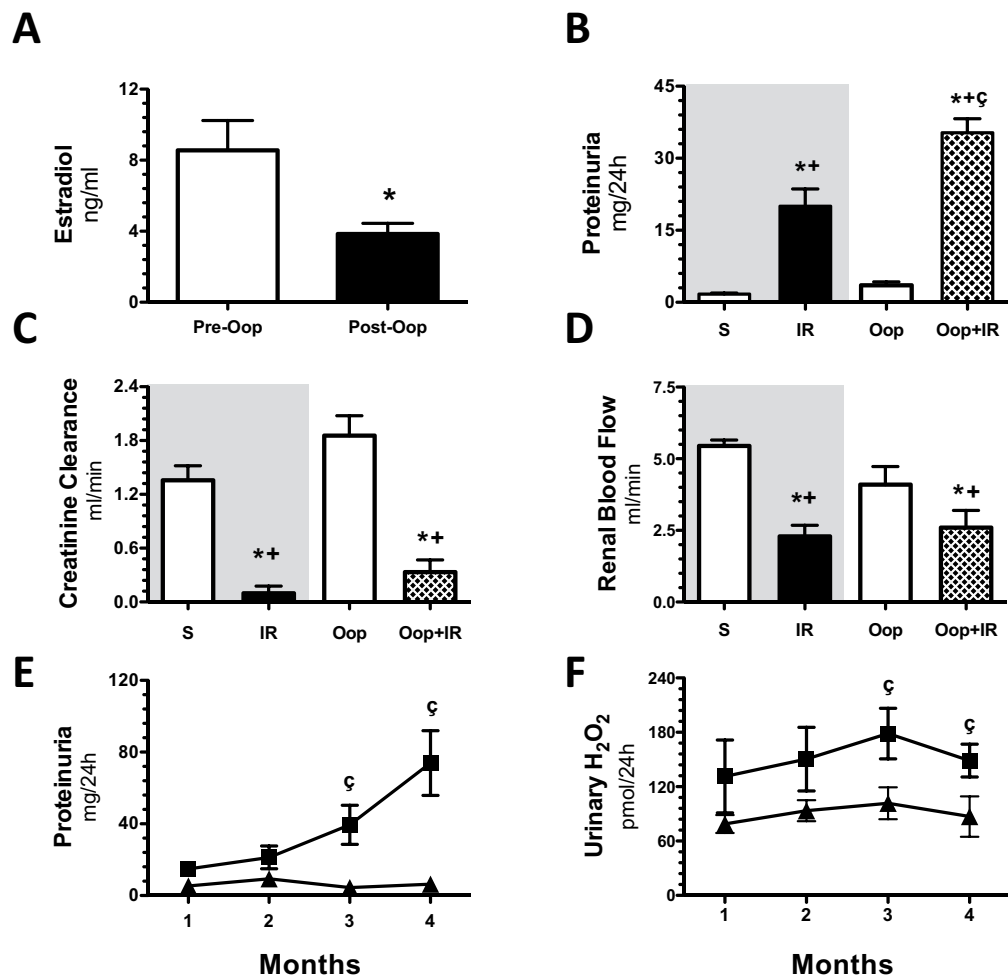 A
Estradiol
ng/ml
12
8
4
0
*
Pre-Oop Post-Oop
B
Proteinuria
mg/24h
45
30
15
0
*+
*+ç
S IR Oop Oop+IR
C
Creatinine Clearance
ml/min
2.4
1.8
1.2
0.6
0.0
*+
*+
S IR Oop Oop+IR
D
Renal Blood Flow
ml/min
7.5
5.0
2.5
0.0
*+
*+
S IR Oop Oop+IR
E
Proteinuria
mg/24h
120
80
40
0
ç
ç
1 2 3 4
Months
F
Urinary H₂O₂
pmol/24h
240
180
120
60
0
ç
ç
1 2 3 4
Months